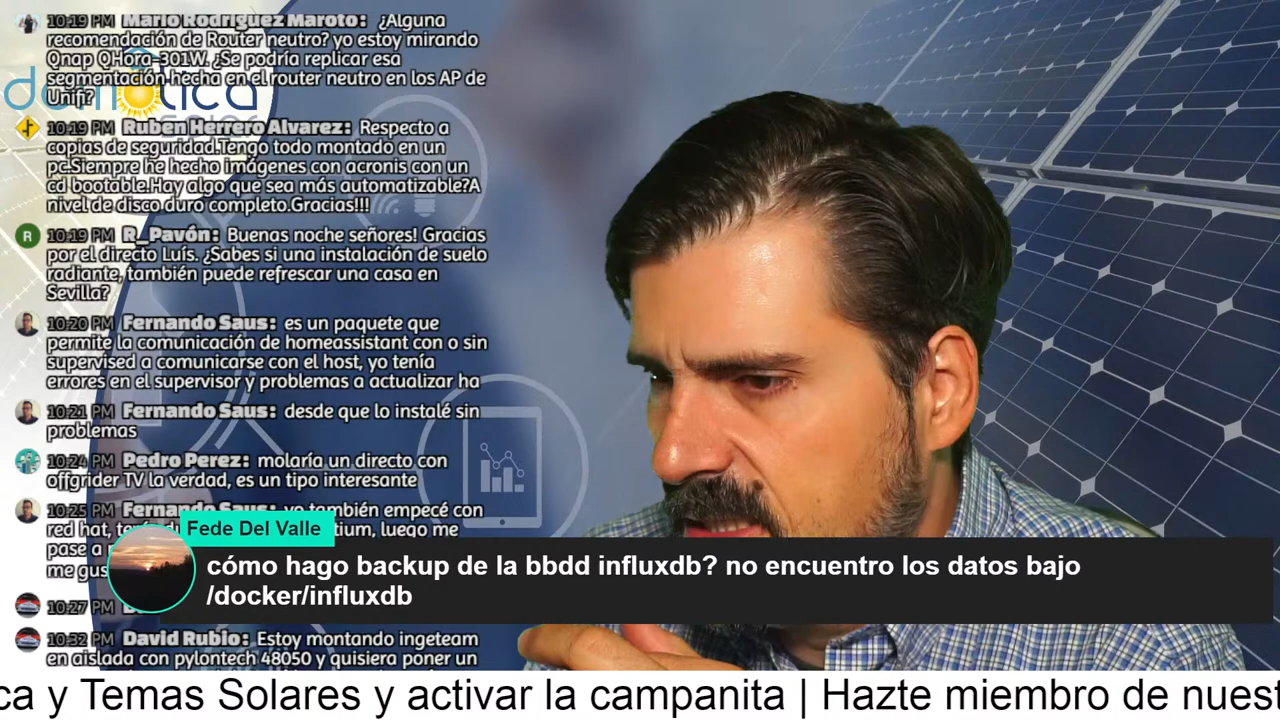 10:19 PM Mario Rodriguez Maroto: ¿Alguna
recomendación de Router neutro? yo estoy mirando
Qnap QHora-301W. ¿Se podría replicar esa
segmentación hecha en el router neutro en los AP de
Unifi?
10:19 PM Ruben Herrero Alvarez: Respecto a
copias de seguridad.Tengo todo montado en un
pc.Siempre he hecho imágenes con acronis con un
cd bootable.Hay algo que sea más automatizable?A
nivel de disco duro completo.Gracias!!!
R
10:19 PM R_Pavón: Buenas noche señores! Gracias
por el directo Luís. ¿Sabes si una instalación de suelo
radiante, también puede refrescar una casa en
Sevilla?
10:20 PM Fernando Saus: es un paquete que
permite la comunicación de homeassistant con o sin
supervised a comunicarse con el host, yo tenía
errores en el supervisor y problemas a actualizar ha
10:21 PM Fernando Saus: desde que lo instalé sin
problemas
10:24 PM Pedro Perez: molaría un directo con
offgrider TV la verdad, es un tipo interesante
10:25 PM Fernando Saus: yo también empecé con
red hat, luego me
pase a
me gus
Fede Del Valle
cómo hago backup de la bbdd influxdb? no encuentro los datos bajo
/docker/influxdb
10:27 PM
10:32 PM David Rubio: Estoy montando ingeteam
en aislada con pylontech 48050 y quisiera poner un
ca y Temas Solares y activar la campanita | Hazte miembro de nuest